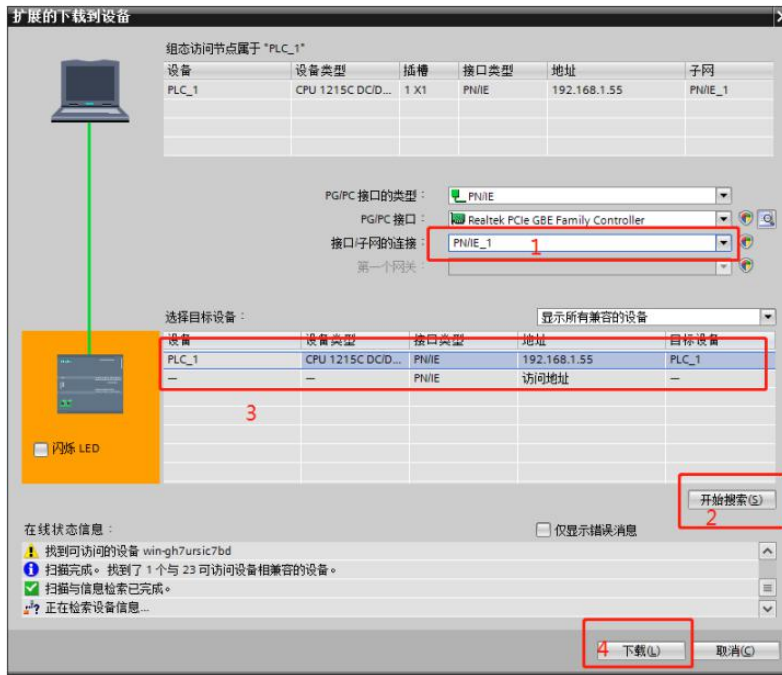 扩展的下载到设备
组态访问节点属于 "PLC_1"
设备 设备类型 插槽 接口类型 地址 子网
PLC_1 CPU 1215C DC/D... 1 X1 PN/IE 192.168.1.55 PN/IE_1
PG/PC 接口的类型: PN/IE
PG/PC 接口: Realtek PCIe GBE Family Controller
接口/子网的连接: PN/IE_1 1
第一个网关:
选择目标设备: 显示所有兼容的设备
设备 设备类型 接口类型 地址 目标设备
PLC_1 CPU 1215C DC/D... PN/IE 192.168.1.55 PLC_1
— — PN/IE 访问地址 —
3
闪烁 LED
开始搜索(S)
2
在线状态信息: 仅显示错误消息
找到可访问的设备 win-gh7ursic7bd
扫描完成。找到了 1 个与 23 可访问设备相兼容的设备。
扫描与信息检索已完成。
正在检索设备信息...
4 下载(L) 取消(C)